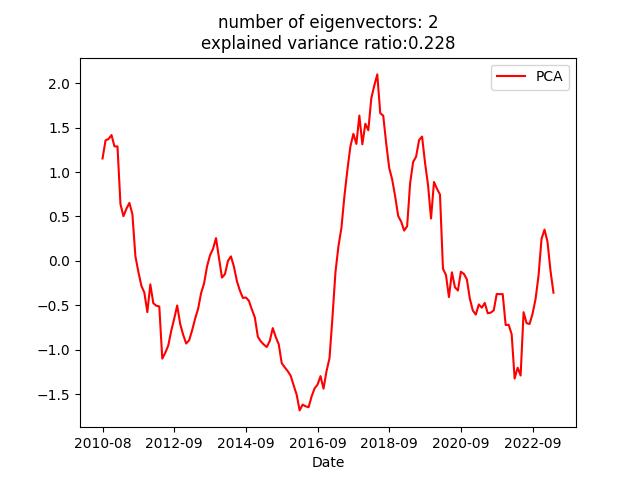 number of eigenvectors: 2
explained variance ratio:0.228
PCA
2.0
1.5
1.0
0.5
0.0
−0.5
−1.0
−1.5
2010-08 2012-09 2014-09 2016-09 2018-09 2020-09 2022-09
Date